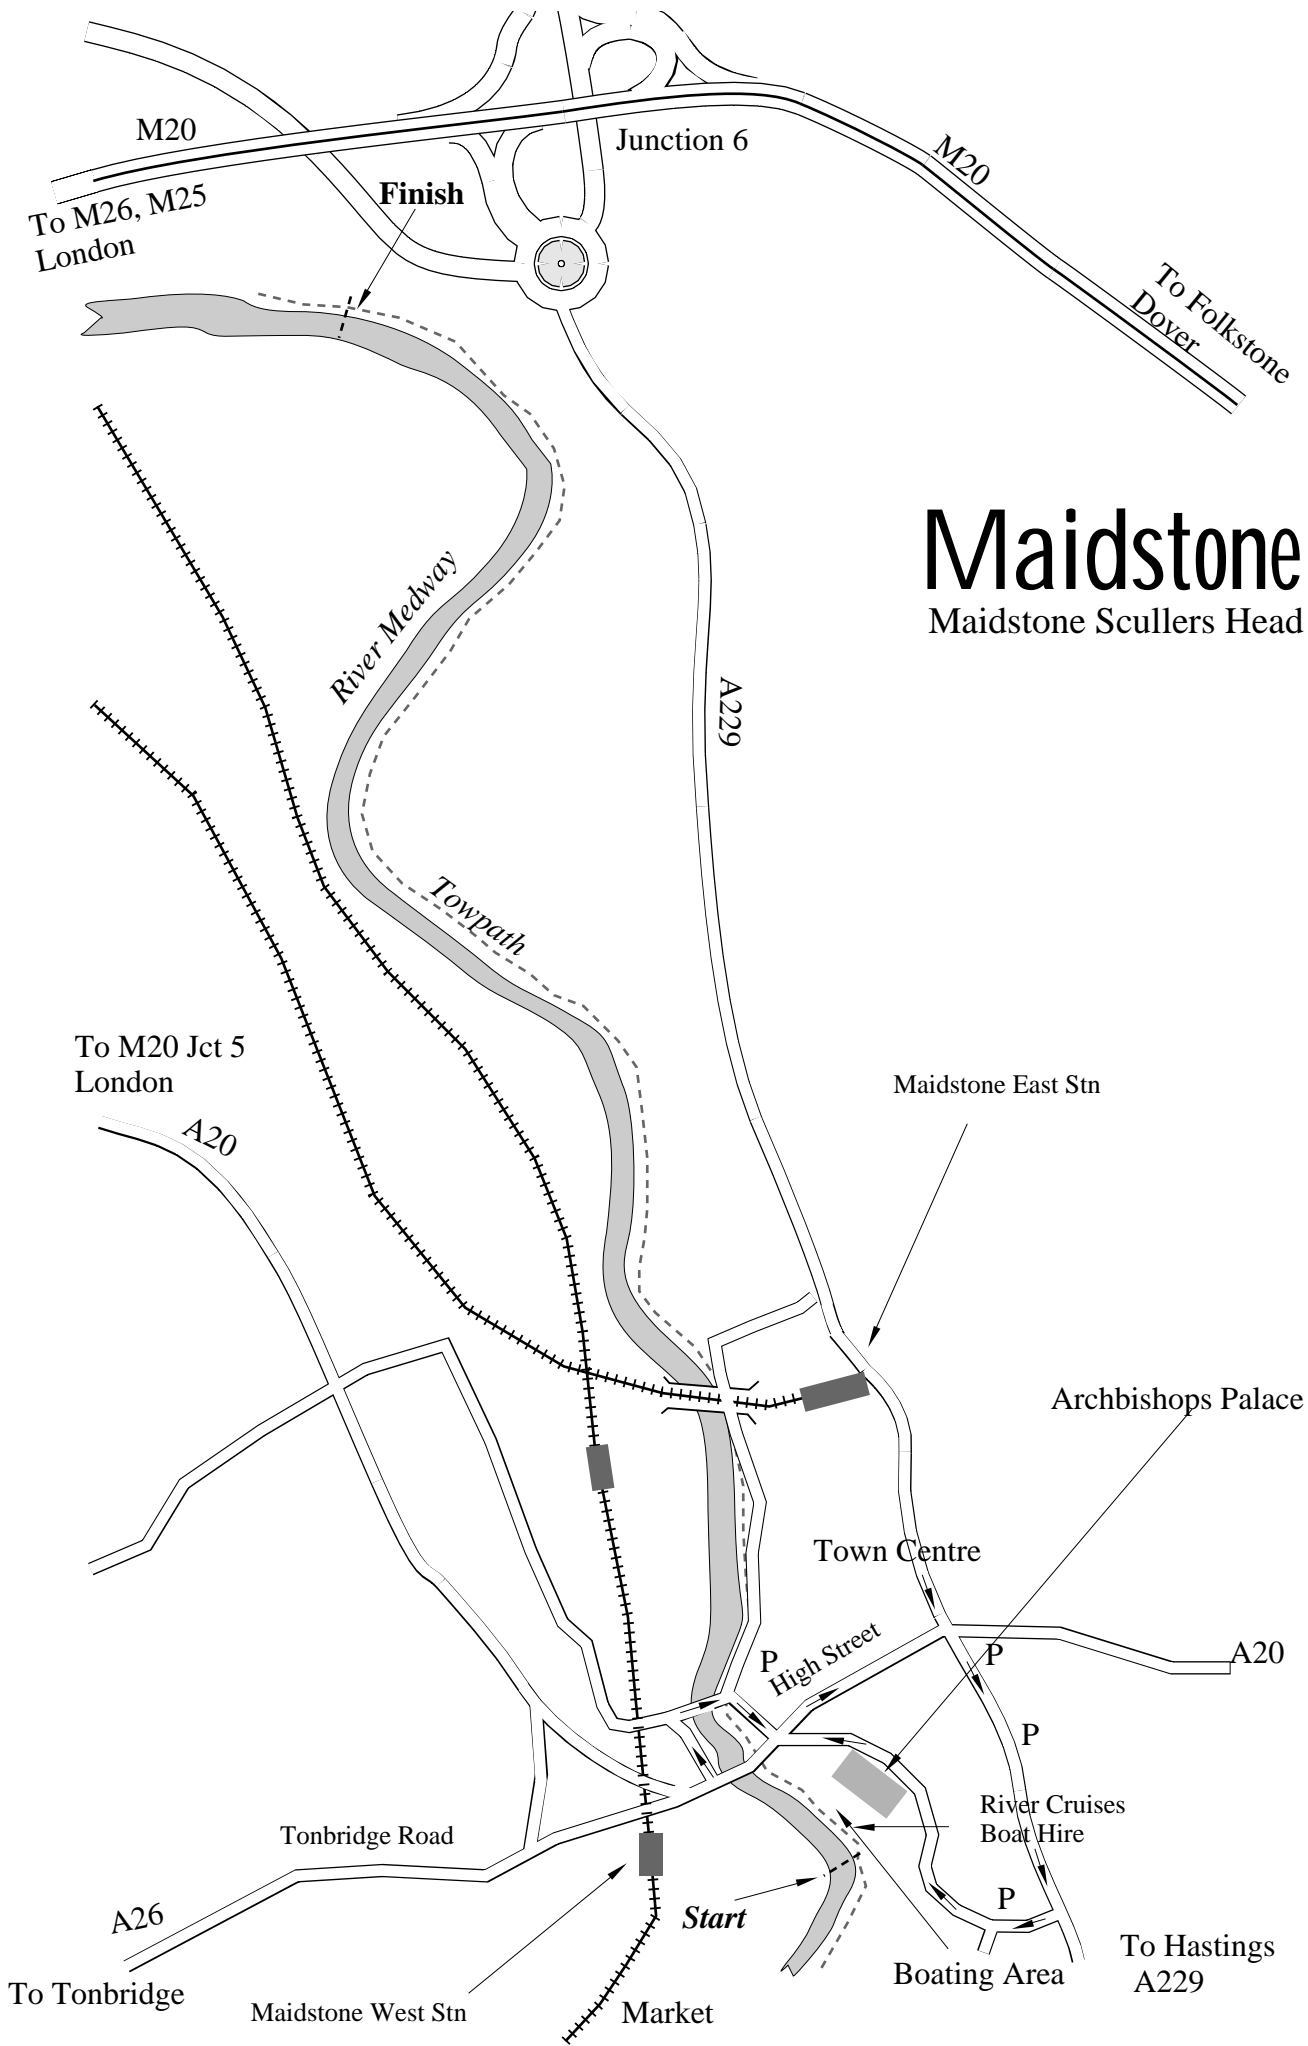 M20
Junction 6
M20
Finish
To M26, M25
London
To Folkstone
Dover
Maidstone
Maidstone Scullers Head
River Medway
A229
Towpath
To M20 Jct 5
London
A20
Maidstone East Stn
Archbishops Palace
Town Centre
High Street
P
P
A20
P
River Cruises
Boat Hire
Tonbridge Road
P
A26
Start
To Hastings
A229
Boating Area
To Tonbridge
Maidstone West Stn
Market